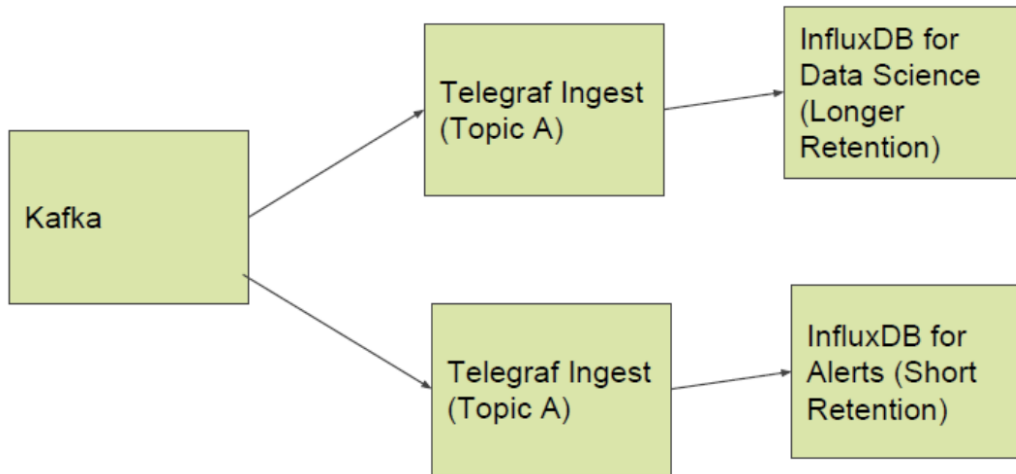 Kafka
Telegraf Ingest
(Topic A)
InfluxDB for
Data Science
(Longer
Retention)
Telegraf Ingest
(Topic A)
InfluxDB for
Alerts (Short
Retention)